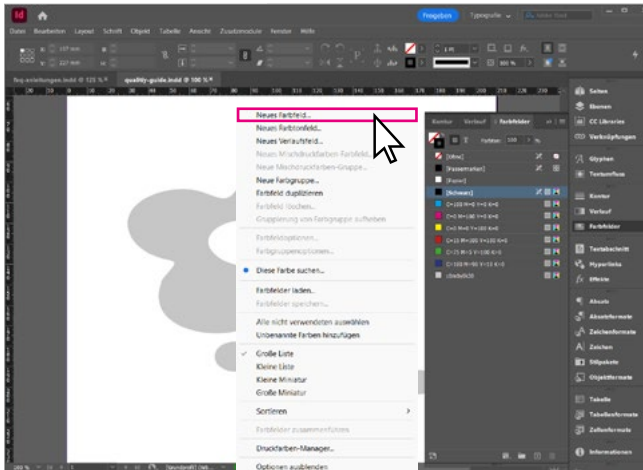 Id
Freigeben
Typografie
Datei Bearbeiten Layout Schrift Objekt Tabelle Ansicht Zusatzmodule Fenster Hilfe
quality-guide.indd @ 100 %
Neues Farbfeld...
Neues Farbtonfeld...
Neues Verlaufsfeld...
Neues Mischdruckfarben-Farbfeld...
Neue Mischdruckfarben-Gruppe...
Neue Farbgruppe...
Farbfeld duplizieren
Farbfeld löschen...
Gruppierung von Farbgruppe aufheben
Farbfeldoptionen...
Farbgruppenoptionen...
Diese Farbe suchen...
Farbfelder laden...
Farbfelder speichern...
Alle nicht verwendeten auswählen
Unbenannte Farben hinzufügen
Große Liste
Kleine Liste
Kleine Miniatur
Große Miniatur
Sortieren
Farbfelder zusammenführen
Druckfarben-Manager...
Optionen ausblenden
Kontur Verlauf Farbfelder
Farbton: 100 %
[Ohne]
[Passermarken]
[Papier]
[Schwarz]
C=100 M=0 Y=0 K=0
C=0 M=100 Y=0 K=0
C=0 M=0 Y=100 K=0
C=15 M=100 Y=100 K=0
C=75 M=5 Y=100 K=0
C=100 M=90 Y=10 K=0
Seiten
Ebenen
CC Libraries
Verknüpfungen
Glyphen
Textumfluss
Kontur
Verlauf
Farbfelder
Textabschnitt
Hyperlinks
Effekte
Absatz
Absatzformate
Zeichenformate
Zeichen
Stilpakete
Objektformate
Tabelle
Tabellenformate
Zellenformate
Informationen